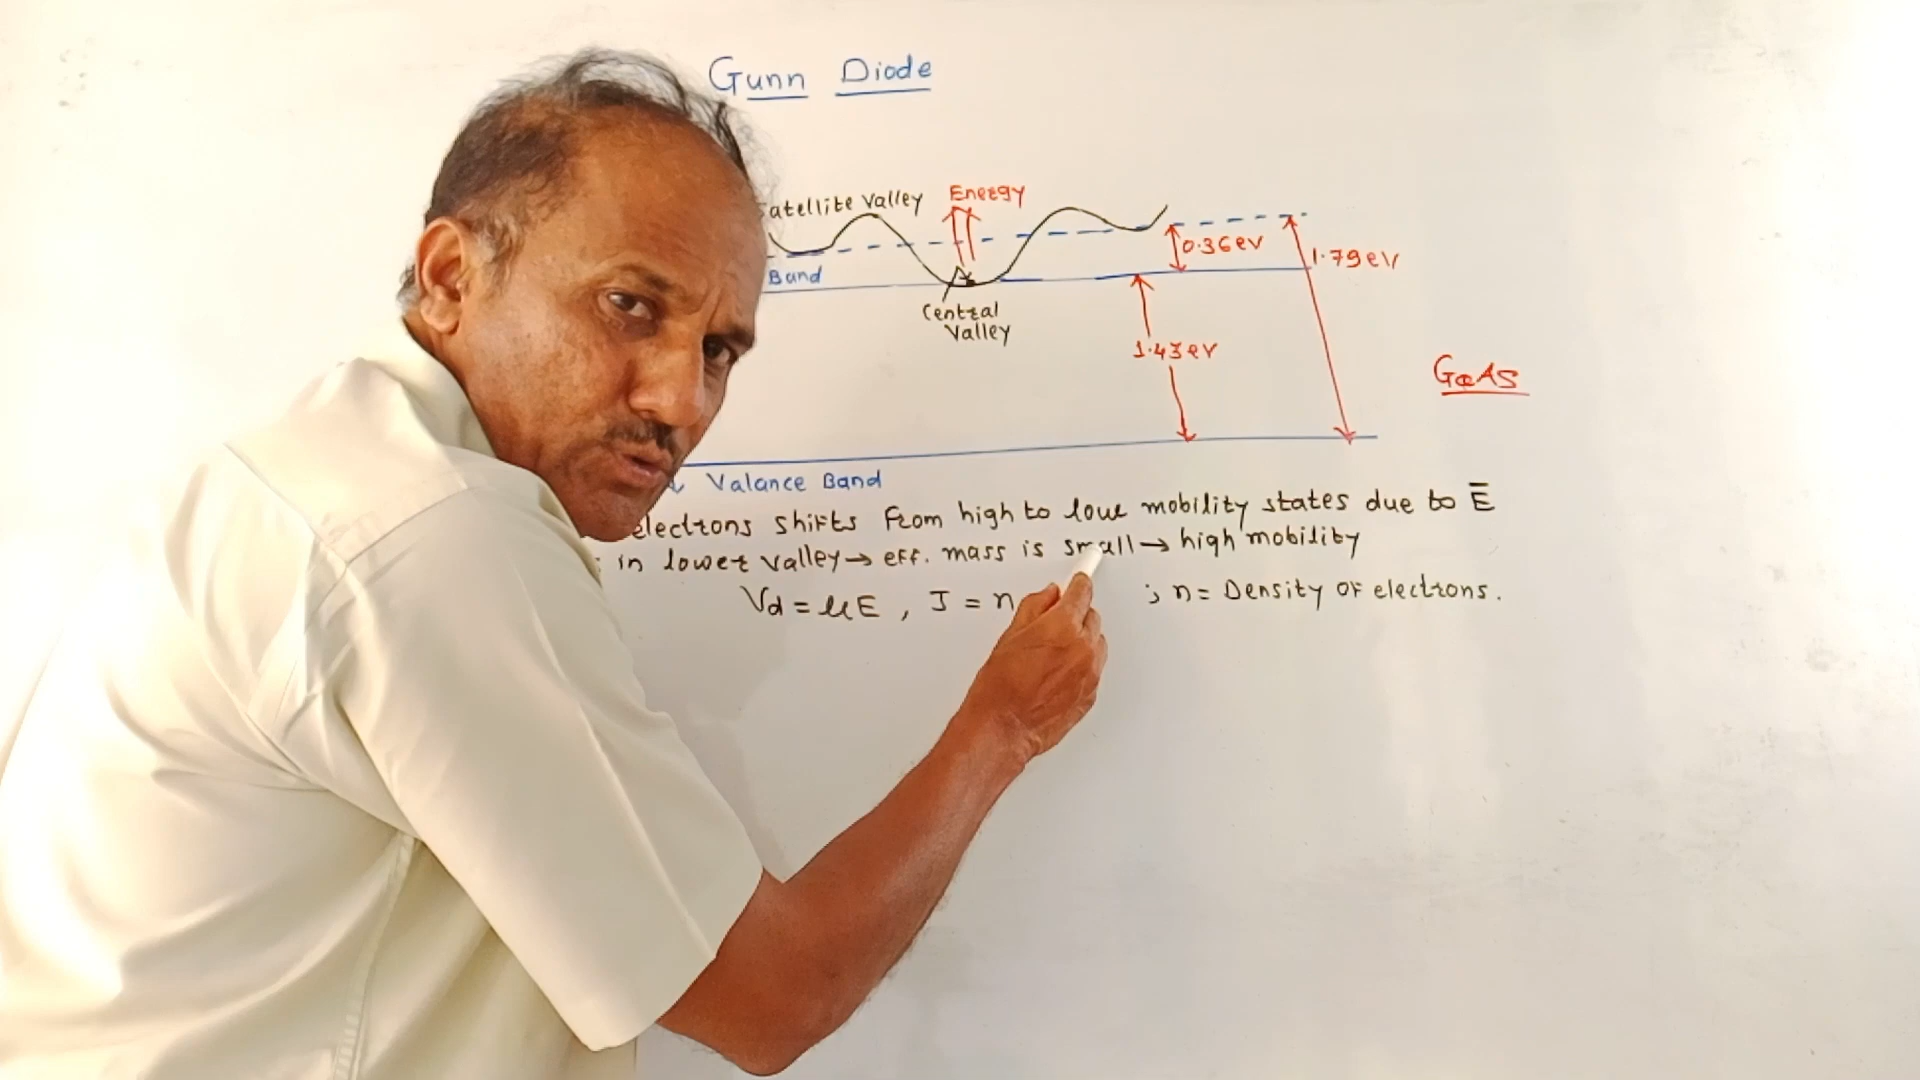 Gunn Diode
atellite Valley
Energy
0.36eV
1.79eV
Band
Central
Valley
1.43eV
GaAS
Valance Band
electrons shifts from high to low mobility states due to Ē
: in lower valley → eff. mass is small → high mobility
Vd = μE , J = n ; n = Density of electrons.